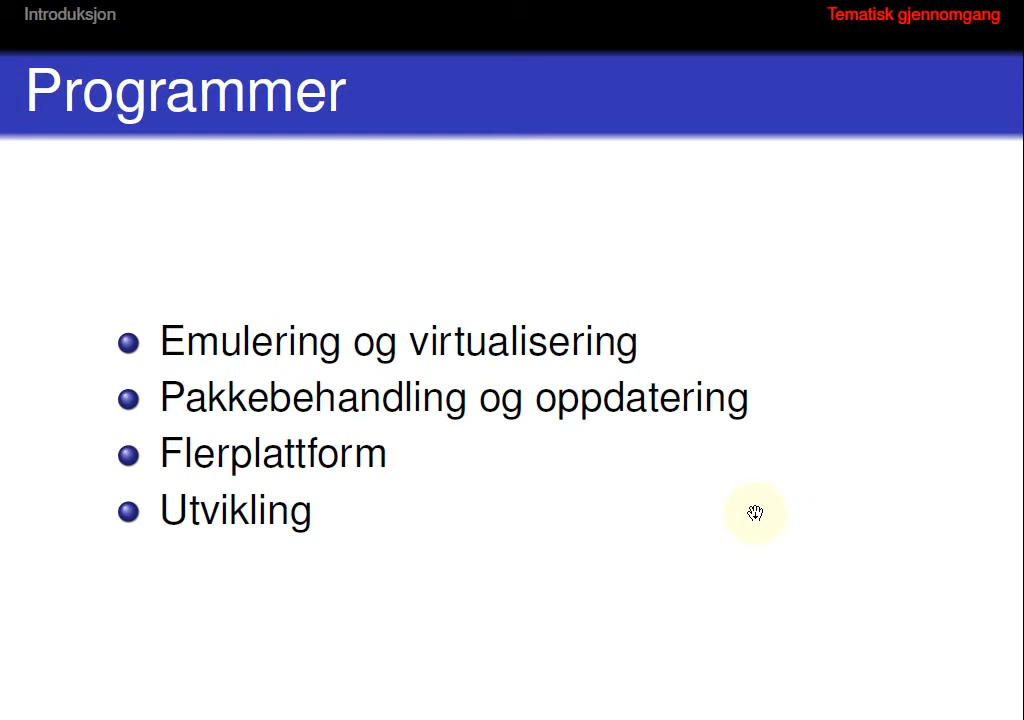 Introduksjon
Tematisk gjennomgang
Programmer
Emulering og virtualisering
Pakkebehandling og oppdatering
Flerplattform
Utvikling